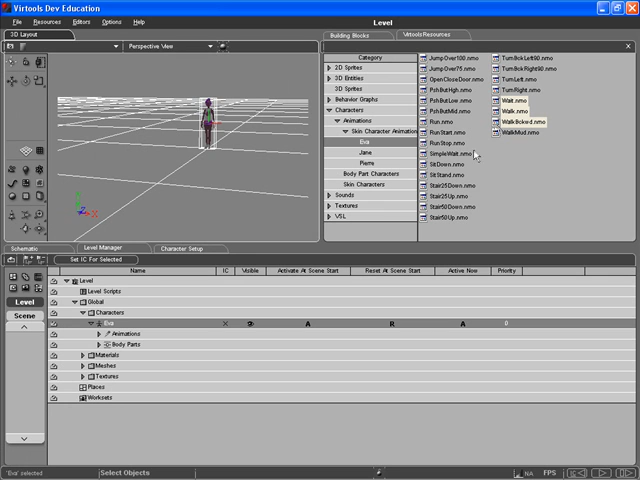 Virtools Dev Education
File Resources Editors Options Help Level
3D Layout
Building Blocks VirtoolsResources
Perspective View
X
Category
2D Sprites
3D Entities
3D Sprites
Behavior Graphs
Characters
Animations
Skin Character Animation
Eva
Jane
Pierre
Body Part Characters
Skin Characters
Sounds
Textures
VSL
JumpOver100.nmo
JumpOver75.nmo
OpenCloseDoor.nmo
PshButHgh.nmo
PshButLow.nmo
PshButMid.nmo
Run.nmo
RunStart.nmo
RunStop.nmo
SimpleWait.nmo
SitDown.nmo
SitStand.nmo
Stair25Down.nmo
Stair25Up.nmo
Stair50Down.nmo
Stair50Up.nmo
TurnBckLeft90.nmo
TurnBckRight90.nmo
TurnLeft.nmo
TurnRight.nmo
Wait.nmo
Walk.nmo
WalkBckwd.nmo
WalkMud.nmo
Schematic Level Manager Character Setup
Set IC For Selected
Name IC Visible Activate At Scene Start Reset At Scene Start Active Now Priority
Level
Level Scripts
Global
Characters
Eva X A R A 0
Animations
Body Parts
Materials
Meshes
Textures
Places
Worksets
Level
Scene
'Eva' selected Select Objects NA FPS